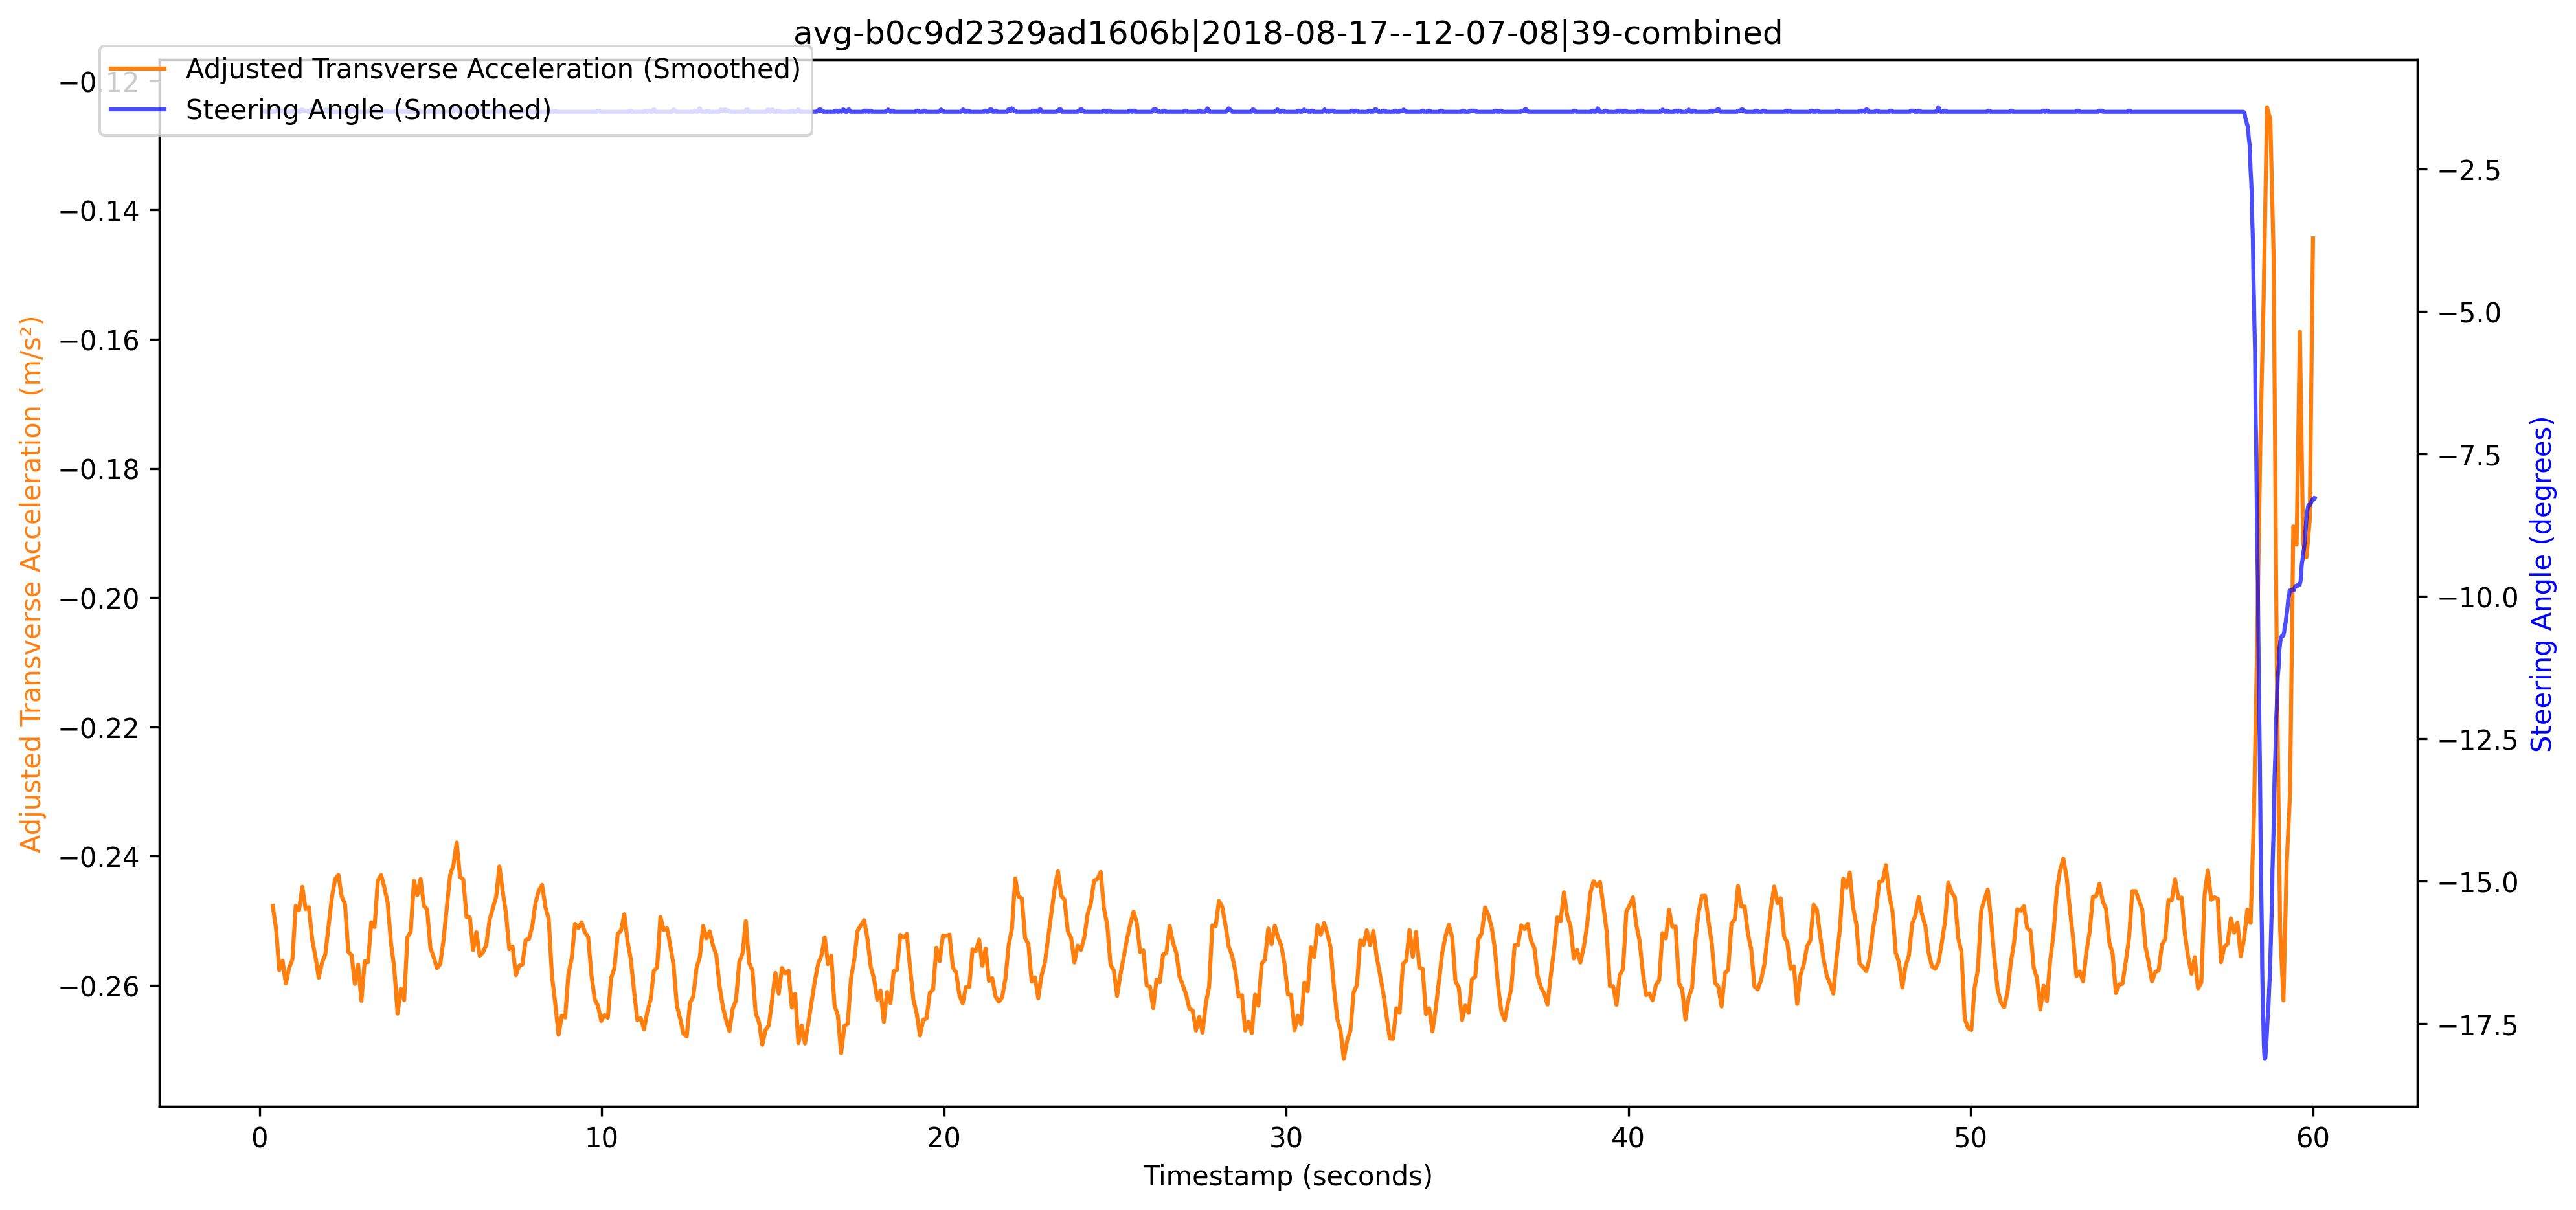 avg-b0c9d2329ad1606b|2018-08-17--12-07-08|39-combined
Adjusted Transverse Acceleration (Smoothed)
Steering Angle (Smoothed)
−0.12
−0.14
−0.16
−0.18
−0.20
−0.22
−0.24
−0.26
Adjusted Transverse Acceleration (m/s²)
−2.5
−5.0
−7.5
−10.0
−12.5
−15.0
−17.5
Steering Angle (degrees)
0 10 20 30 40 50 60
Timestamp (seconds)